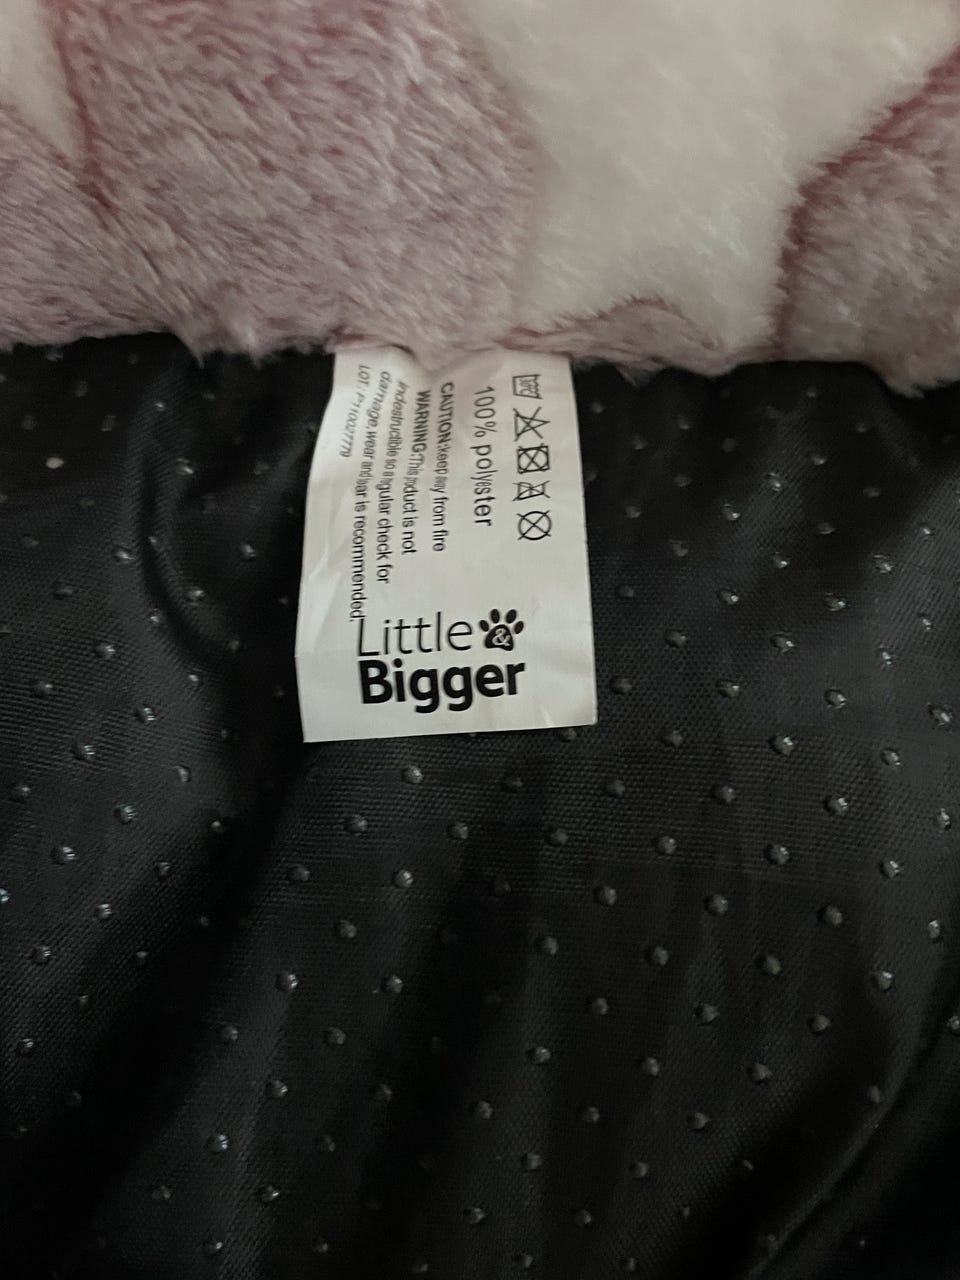 100% polyester
CAUTION:keep away from fire
WARNING:This product is not
indestructible so a regular check for
damage, wear and tear is recommended.
Little &
Bigger